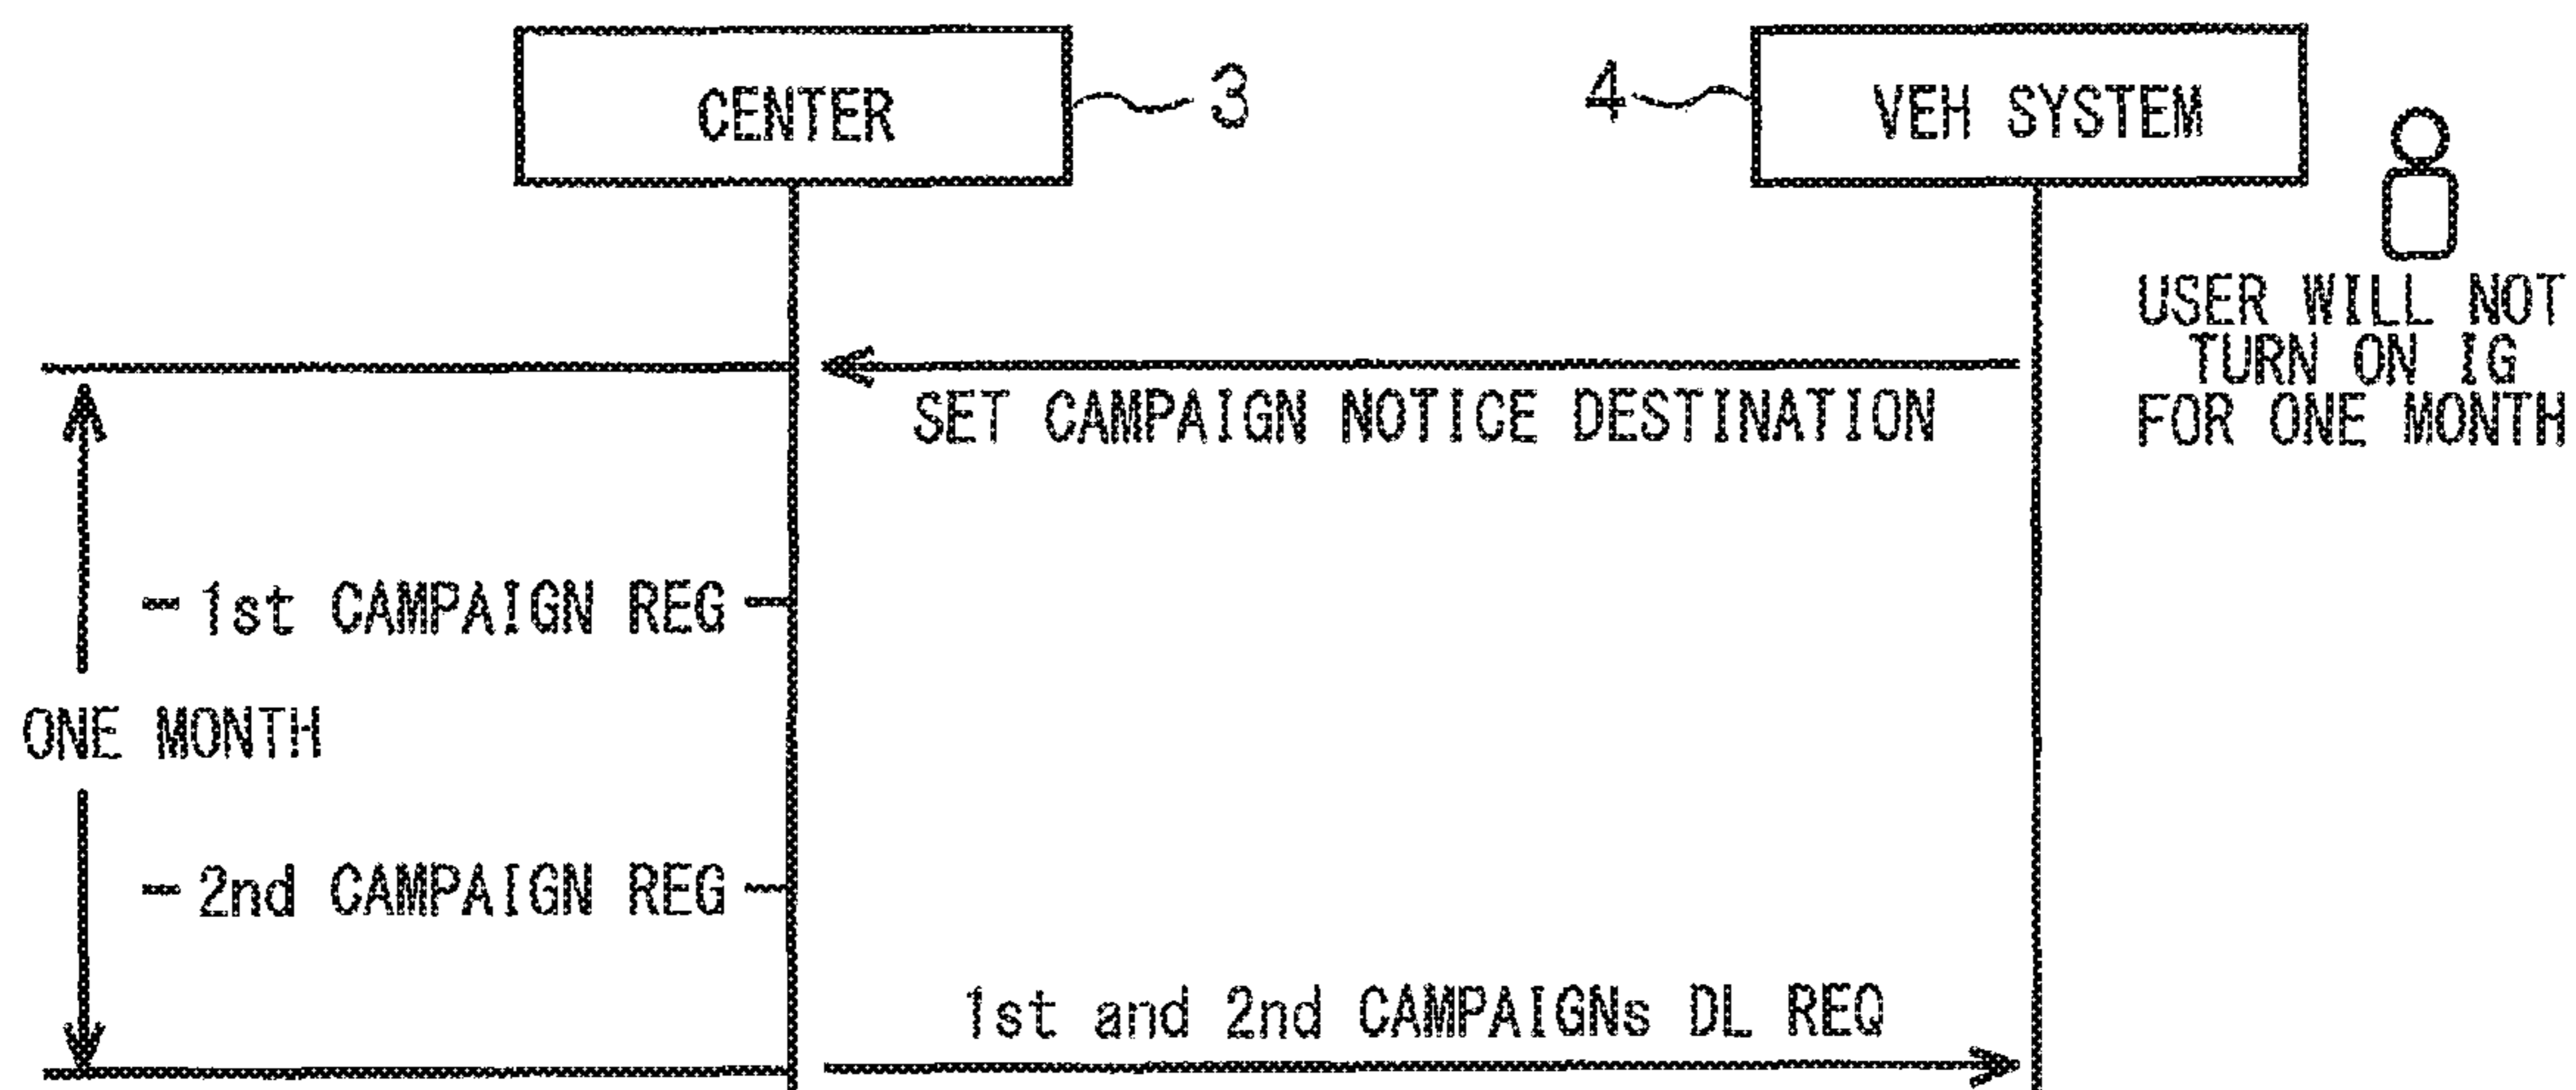 CENTER
3
4
VEH SYSTEM
USER WILL NOT
TURN ON IG
FOR ONE MONTH
SET CAMPAIGN NOTICE DESTINATION
1st CAMPAIGN REG
ONE MONTH
2nd CAMPAIGN REG
1st and 2nd CAMPAIGNs DL REQ